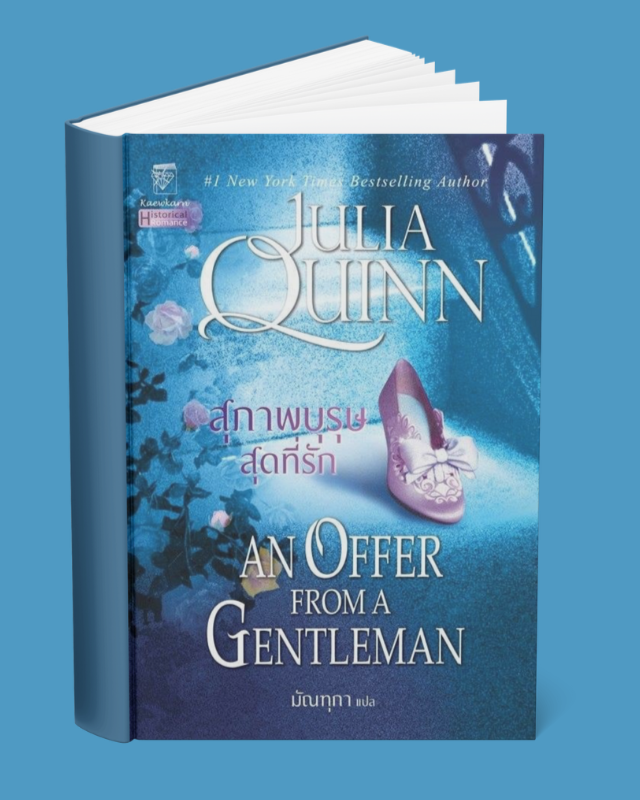 #1 New York Times Bestselling Author
Kaewkarn
Historical
Romance
JULIA
QUINN
สุภาพบุรุษ
สุดที่รัก
AN OFFER
FROM A
GENTLEMAN
มัณฑุกา แปล